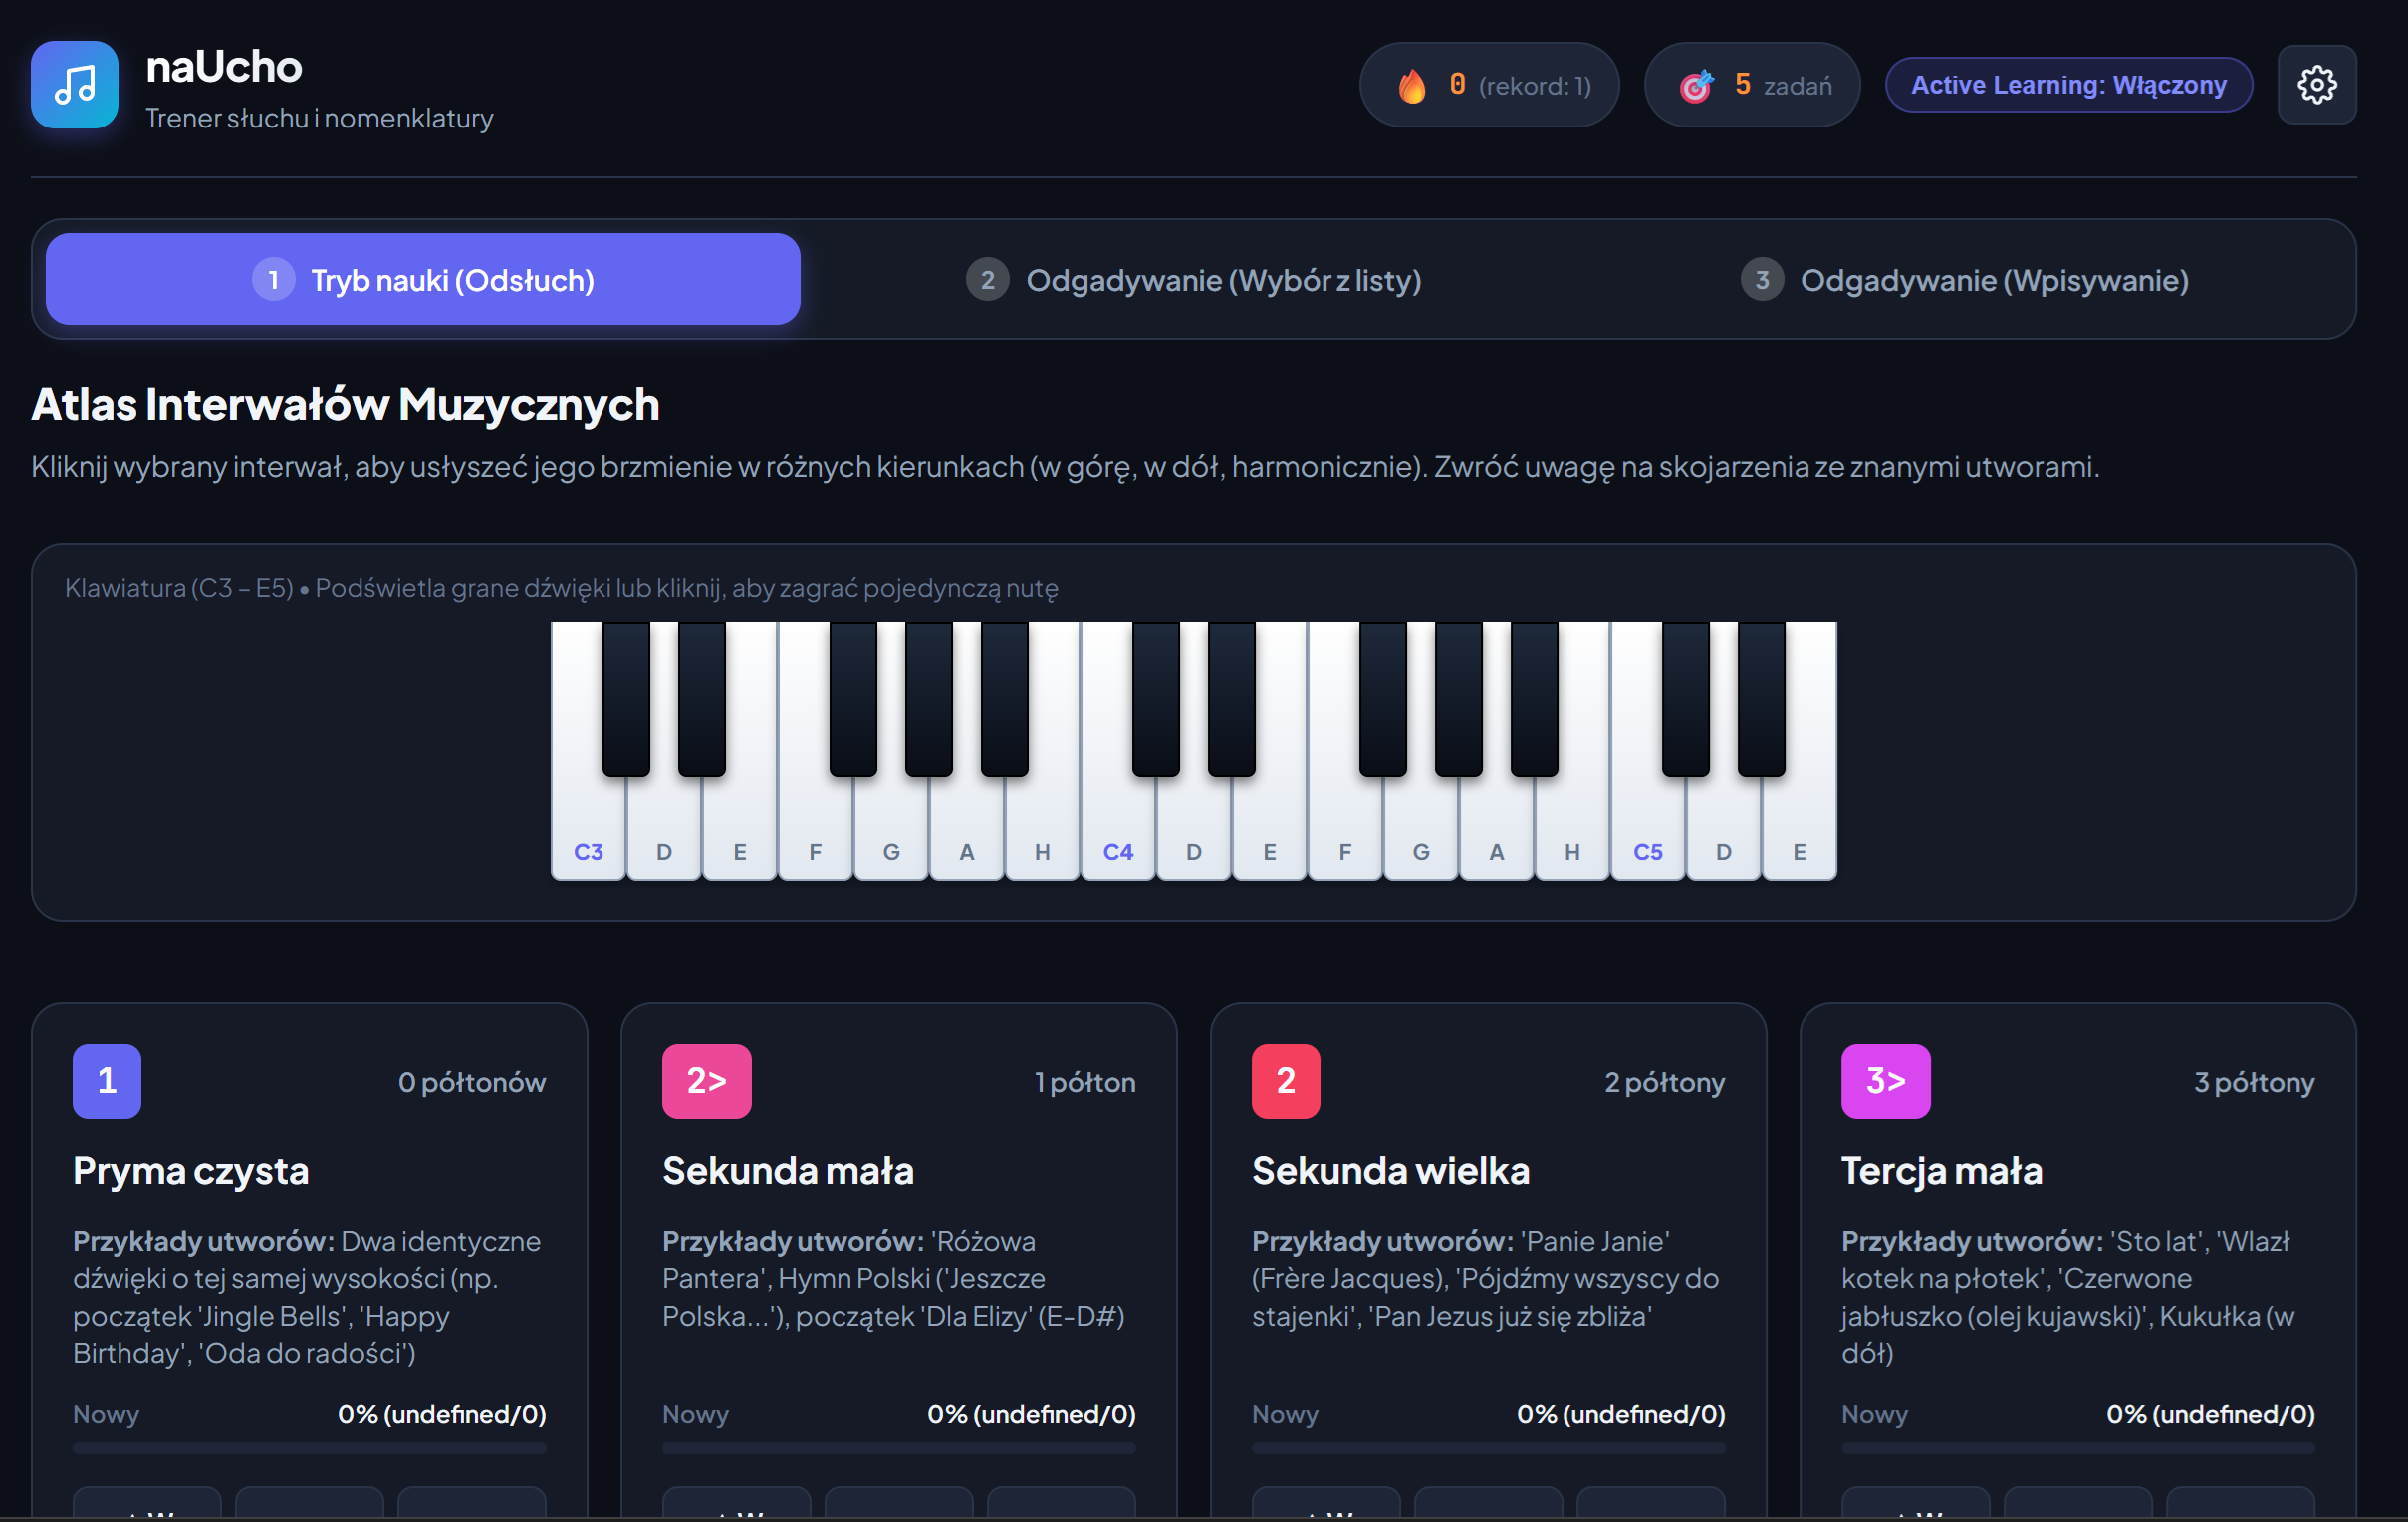 naUcho
Trener słuchu i nomenklatury
0 (rekord: 1)
5 zadań
Active Learning: Włączony
1 Tryb nauki (Odsłuch)
2 Odgadywanie (Wybór z listy)
3 Odgadywanie (Wpisywanie)
Atlas Interwałów Muzycznych
Kliknij wybrany interwał, aby usłyszeć jego brzmienie w różnych kierunkach (w górę, w dół, harmonicznie). Zwróć uwagę na skojarzenia ze znanymi utworami.
Klawiatura (C3 – E5) • Podświetla grane dźwięki lub kliknij, aby zagrać pojedynczą nutę
C3 D E F G A H C4 D E F G A H C5 D E
1
0 półtonów
Pryma czysta
Przykłady utworów: Dwa identyczne
dźwięki o tej samej wysokości (np.
początek 'Jingle Bells', 'Happy
Birthday', 'Oda do radości')
Nowy
0% (undefined/0)
2>
1 półton
Sekunda mała
Przykłady utworów: 'Różowa
Pantera', Hymn Polski ('Jeszcze
Polska...'), początek 'Dla Elizy' (E-D#)
Nowy
0% (undefined/0)
2
2 półtony
Sekunda wielka
Przykłady utworów: 'Panie Janie'
(Frère Jacques), 'Pójdźmy wszyscy do
stajenki', 'Pan Jezus już się zbliża'
Nowy
0% (undefined/0)
3>
3 półtony
Tercja mała
Przykłady utworów: 'Sto lat', 'Wlazł
kotek na płotek', 'Czerwone
jabłuszko (olej kujawski)', Kukułka (w
dół)
Nowy
0% (undefined/0)